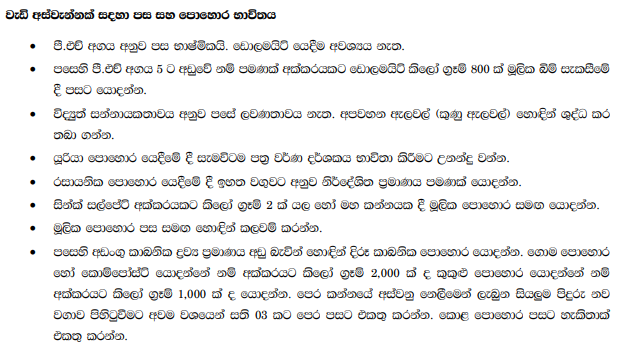 වැඩි අස්වැන්නක් සඳහා පස සහ පොහොර භාවිතය
• පී.එච් අගය අනුව පස භාෂ්මිකයි. ඩොලමයිට් යෙදීම අවශ්‍යය නැත.
• පසෙහි පී.එච් අගය 5 ට අඩුවේ නම් පමණක් අක්කරයකට ඩොලමයිට් කිලෝ ග්‍රෑම් 800 ක් මූලික බිම් සැකසීමේ
දී පසට යොදන්න.
• විද්‍යුත් සන්නායකතාවය අනුව පසේ ලවණතාවය නැත. අපවහන ඇලවල් (කුණු ඇලවල්) හොඳින් ශුද්ධ කර
තබා ගන්න.
• යූරියා පොහොර යෙදීමේ දී සැමවිටම පත්‍ර වර්ණ දර්ශකය භාවිතා කිරීමට උනන්දු වන්න.
• රසායනික පොහොර යෙදීමේ දී ඉහත වගුවට අනුව නිර්දේශිත ප්‍රමාණය පමණක් යොදන්න.
• සින්ක් සල්පේට් අක්කරයකට කිලෝ ග්‍රෑම් 2 ක් යල හෝ මහ කන්නයක දී මූලික පොහොර සමඟ යොදන්න.
• මූලික පොහොර පස සමඟ හොඳින් කලවම් කරන්න.
• පසෙහි අඩංගු කාබනික ද්‍රව්‍ය ප්‍රමාණය අඩු බැවින් හොඳින් දිරූ කාබනික පොහොර යොදන්න. ගොම පොහොර
හෝ කොම්පෝස්ට් යොදන්නේ නම් අක්කරයට කිලෝ ග්‍රෑම් 2,000 ක් ද කුකුළු පොහොර යොදන්නේ නම්
අක්කරයට කිලෝ ග්‍රෑම් 1,000 ක් ද යොදන්න. පෙර කන්නයේ අස්වනු නෙලීමෙන් ලැබුන සියලුම පිදුරු නව
වගාව පිහිටුවීමට අවම වශයෙන් සති 03 කට පෙර පසට එකතු කරන්න. කොළ පොහොර පසට හැකිතාක්
එකතු කරන්න.